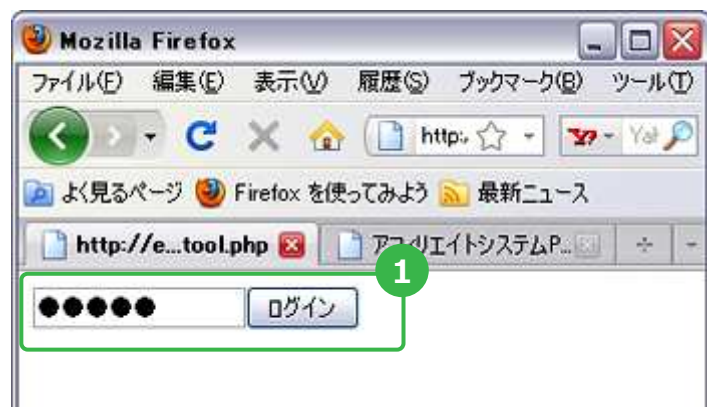 Mozilla Firefox
ファイル(F) 編集(E) 表示(V) 履歴(S) ブックマーク(B) ツール(T)
http: Ya
よく見るページ Firefox を使ってみよう 最新ニュース
http://e...tool.php アフィリエイトシステムP...
1
●●●●● ログイン